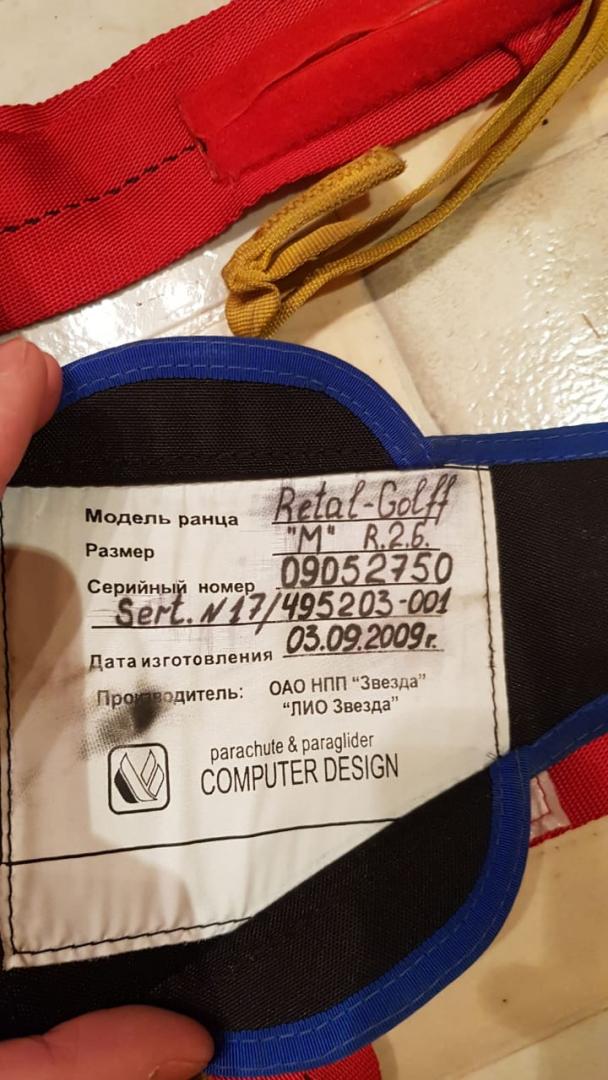 Модель ранца Retal-Golff
Размер "М" R.2.6.
Серийный номер 09052750
Sert. N17/495203-001
Дата изготовления 03.09.2009г.
Производитель: ОАО НПП "Звезда"
"ЛИО Звезда"
parachute & paraglider
COMPUTER DESIGN